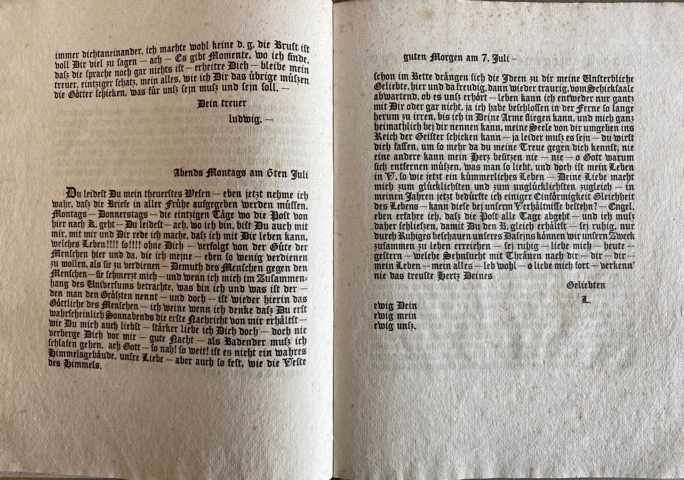 immer dichtaneinander, ich machte wohl keine d. g. die Brust ist
voll Dir viel zu sagen — ach — Es gibt Momente, wo ich finde,
daſz die sprache noch gar nichts ist — erheitre Dich — bleibe mein
treuer, eintziger schatz, mein alles, wie ich Dir das übrige müſzen
die Götter schicken, was für unſz seyn muſz und seyn soll. —
Dein treuer
ludwig. —
Abends Montags am 6ten Juli
Du leidest Du mein theuerstes Wesen — eben jetzt nehme ich
wahr, daſz die Briefe in aller Frühe aufgegeben werden müssen.
Montags — Donnerstags — die eintzigen Täge wo die Post von
hier nach K. geht — Du leidest — ach, wo ich bin, bist Du auch mit
mir, mit mir und Dir rede ich mache, daſz ich mit Dir leben kann,
welches Leben!!!! so!!!! ohne Dich — verfolgt von der Güte der
Menschen hier und da, die ich meine — eben so wenig verdienen
zu wollen, als sie zu verdienen — Demuth des Menschen gegen den
Menschen — sie schmerzt mich — und wenn ich mich im Zusammen-
hang des Universums betrachte, was bin ich und was ist der —
den man den Gröſzten nennt — und doch — ist wieder hierin das
Göttliche des Menschen — ich weine wenn ich denke daſz Du erst
wahrscheinlich Sonnabends die erste Nachricht von mir erhältst —
wie Du mich auch liebst — stärker liebe ich Dich doch — doch nie
verberge Dich vor mir — gute Nacht — als Badender muſz ich
schlafen gehen. ach Gott — so nah! so weit! ist es nicht ein wahres
Himmelsgebäude, unsre Liebe — aber auch so fest, wie die Veste
des Himmels.
guten Morgen am 7. Juli —
schon im Bette drängen sich die Ideen zu dir meine Unsterbliche
Geliebte, hier und da freudig, dann wieder traurig, vom Schicksaale
abwartend, ob es unſz erhört — leben kann ich entweder nur ganz
mit Dir oder gar nicht, ja ich habe beschlossen in der Ferne so lange
herum zu irren, bis ich in Deine Arme fliegen kann, und mich ganz
heimathlich bei dir nennen kann, meine Seele von dir umgeben ins
Reich der Geister schicken kann — ja leider muſz es seyn — du wirst
dich fassen, um so mehr da du meine Treue gegen dich kennst, nie
eine andere kann mein Herz besitzen nie — nie — o Gott warum
sich entfernen müſzen, was man so liebt, und doch ist mein Leben
in V. so wie jetzt ein kümmerliches Leben — Deine Liebe macht
mich zum glücklichsten und zum unglücklichsten zugleich — in
meinen Jahren jetzt bedürfte ich einiger Einförmigkeit Gleichheit
des Lebens — kann diese bei unserm Verhältnisse bestehn? — Engel,
eben erfahre ich, daſz die Post alle Tage abgeht — und ich muſz
daher schlieſzen, damit Du den B. gleich erhältst — sei ruhig, nur
durch Ruhiges beschauen unseres Daseyns können wir unsern Zweck
zusammen zu leben erreichen — sei ruhig — liebe mich — heute —
gestern — welche Sehnsucht mit Thränen nach dir — dir — dir —
mein Leben — mein alles — leb wohl — o liebe mich fort — verkenn'
nie das treuste Herz Deines
Geliebten
L.
ewig Dein
ewig mein
ewig unſz.